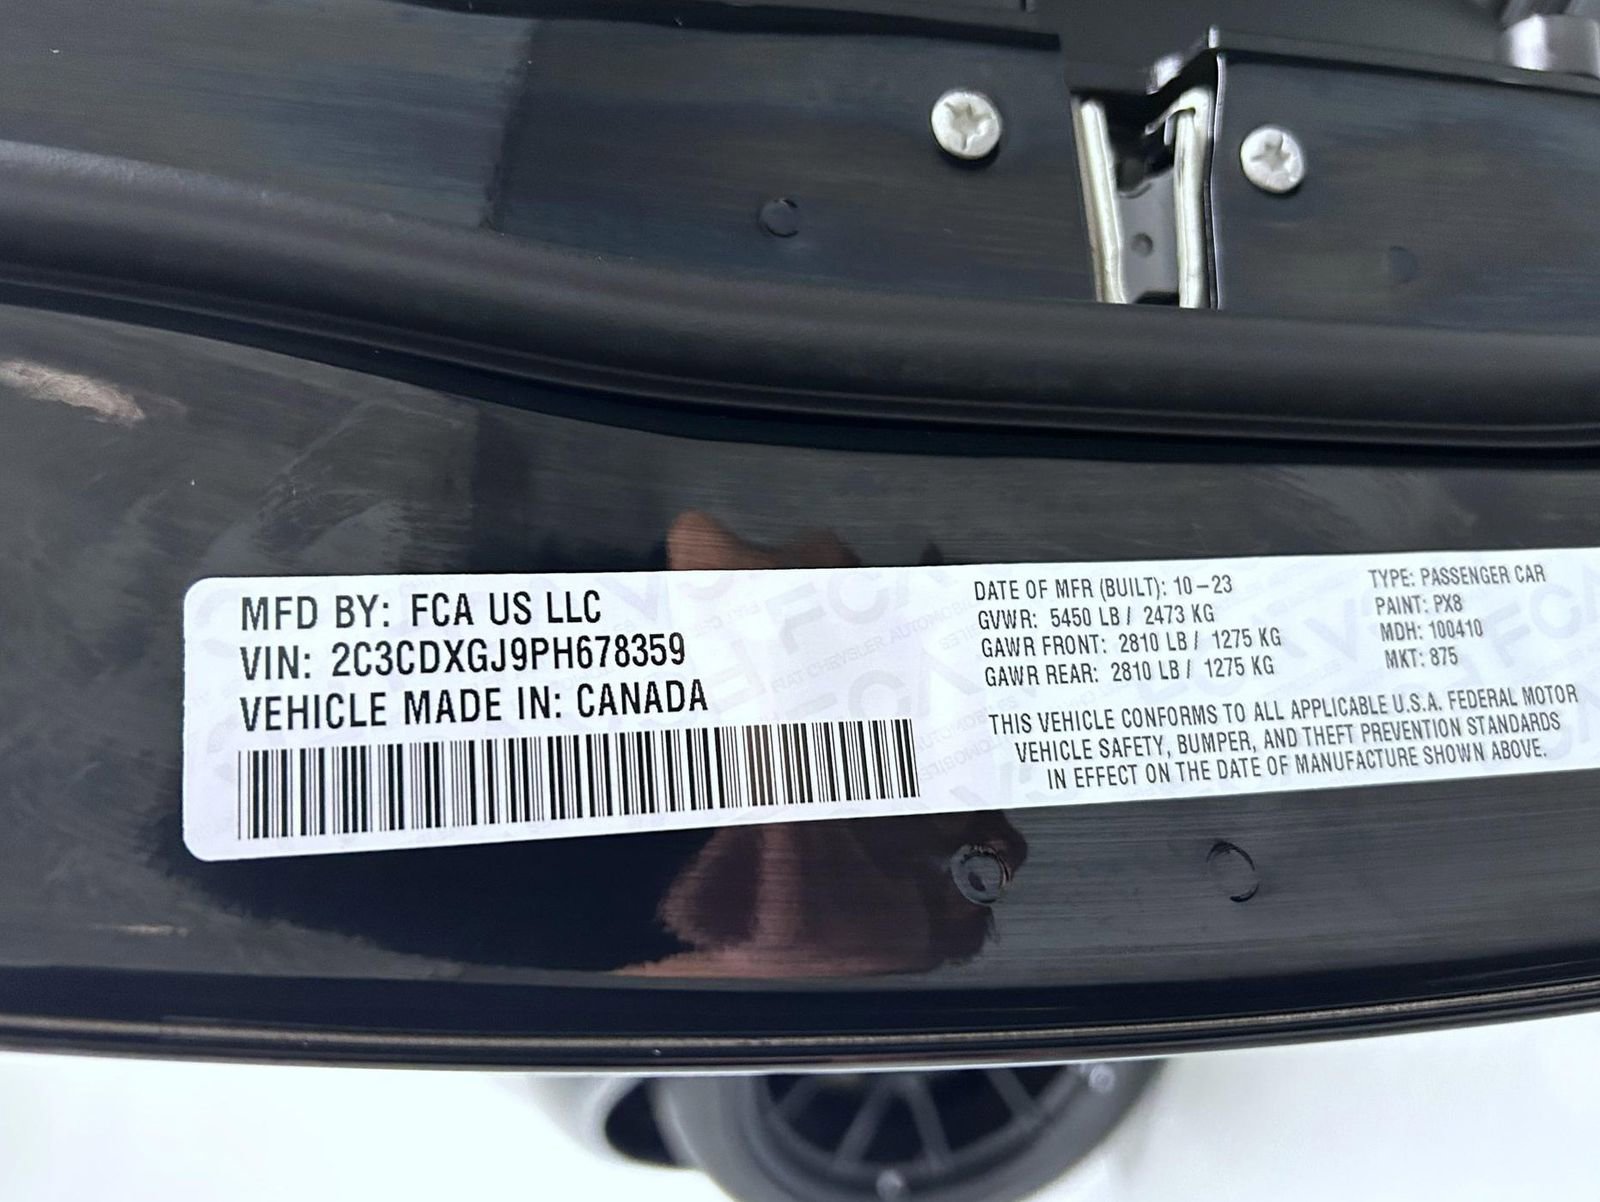 MFD BY: FCA US LLC
VIN: 2C3CDXGJ9PH678359
VEHICLE MADE IN: CANADA
DATE OF MFR (BUILT): 10-23
GVWR: 5450 LB / 2473 KG
GAWR FRONT: 2810 LB / 1275 KG
GAWR REAR: 2810 LB / 1275 KG
TYPE: PASSENGER CAR
PAINT: PX8
MDH: 100410
MKT: 875
THIS VEHICLE CONFORMS TO ALL APPLICABLE U.S.A. FEDERAL MOTOR
VEHICLE SAFETY, BUMPER, AND THEFT PREVENTION STANDARDS
IN EFFECT ON THE DATE OF MANUFACTURE SHOWN ABOVE.